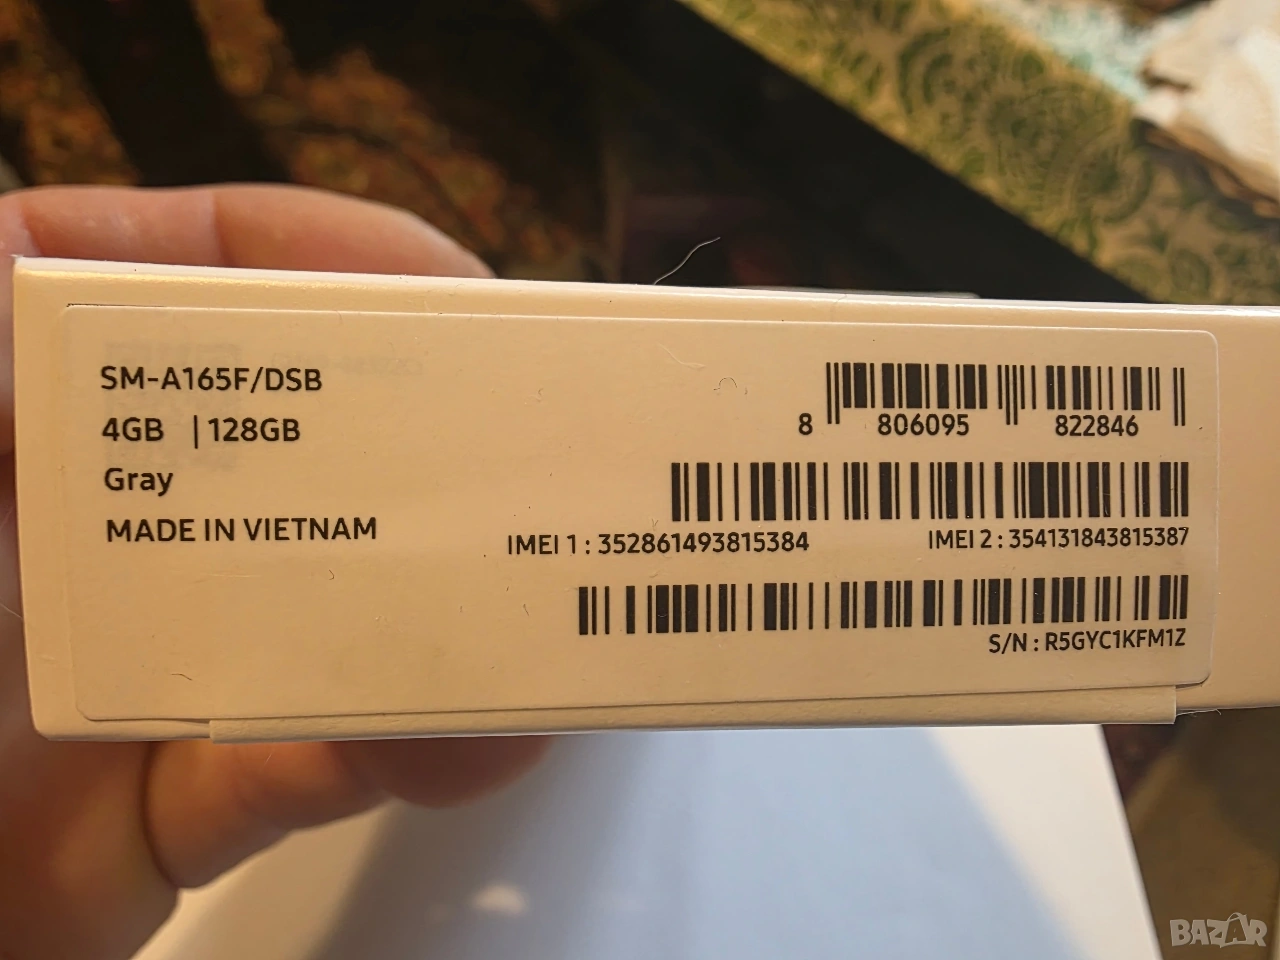 SM-A165F/DSB
4GB | 128GB
Gray
MADE IN VIETNAM
8 806095 822846
IMEI 1 : 352861493815384 IMEI 2 : 354131843815387
S/N : R5GYC1KFM1Z
BAZAR